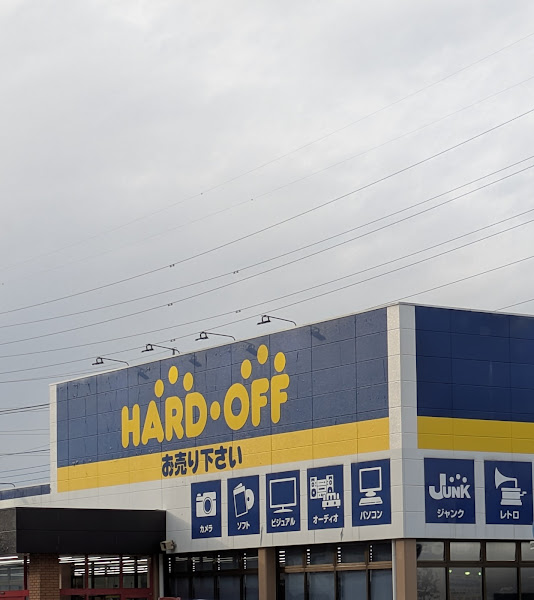 HARD・OFF
お売り下さい
カメラ
ソフト
ビジュアル
オーディオ
パソコン
JUNK
ジャンク
レトロ